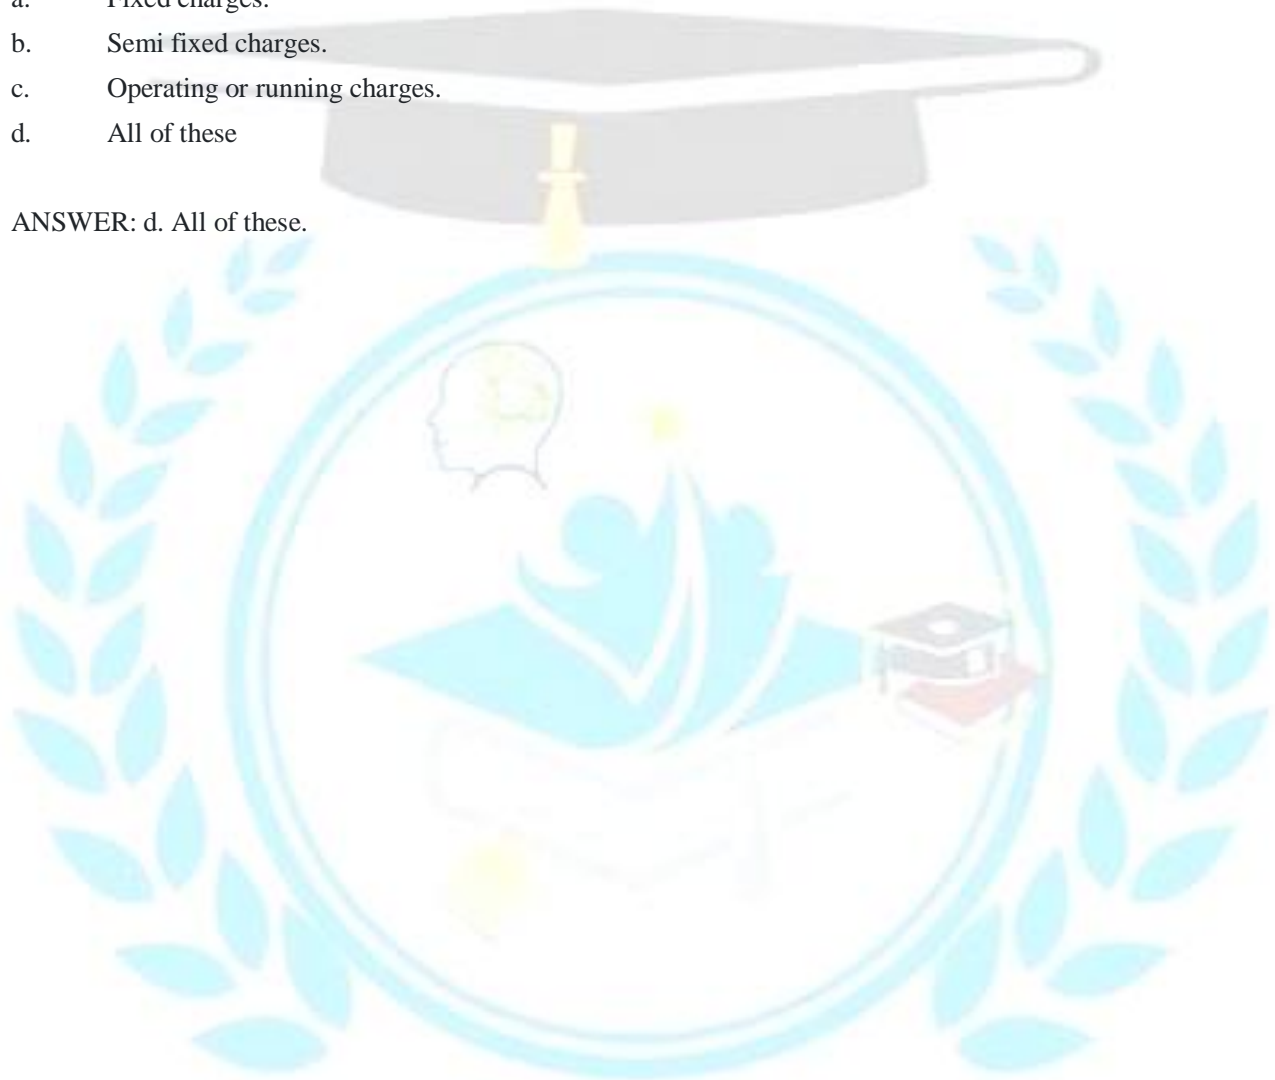 a. Fixed charges.
b. Semi fixed charges.
c. Operating or running charges.
d. All of these
ANSWER: d. All of these.